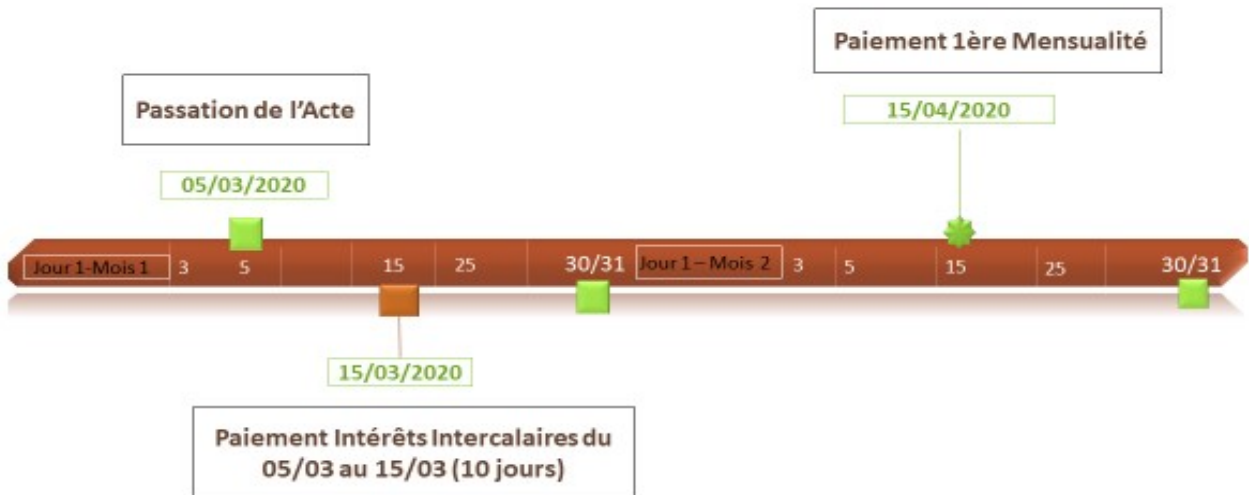 Paiement 1ère Mensualité
Passation de l'Acte
15/04/2020
05/03/2020
Jour 1-Mois 1 3 5 15 25 30/31 Jour 1 – Mois 2 3 5 15 25 30/31
15/03/2020
Paiement Intérêts Intercalaires du
05/03 au 15/03 (10 jours)